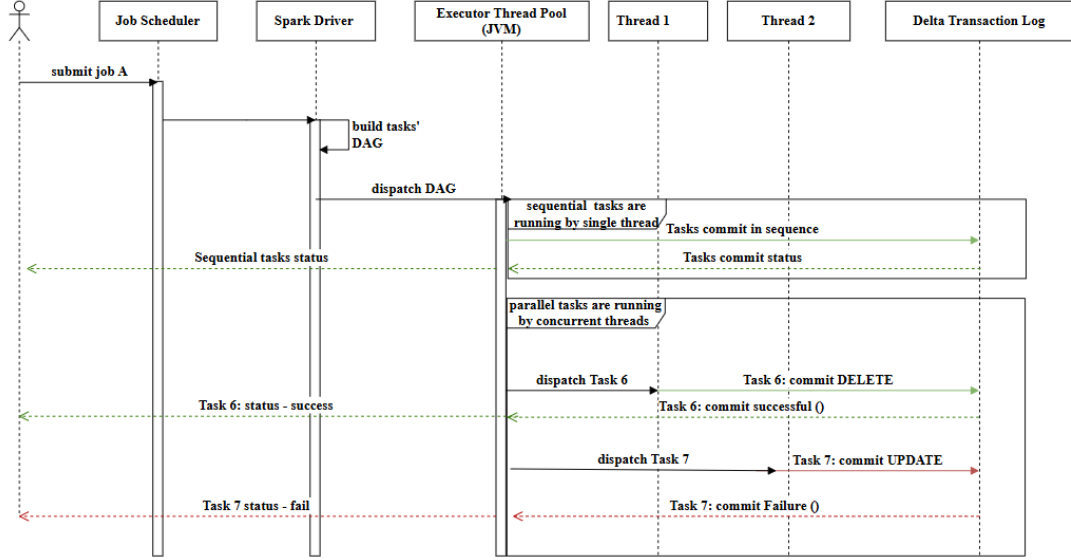 Job Scheduler
Spark Driver
Executor Thread Pool
(JVM)
Thread 1
Thread 2
Delta Transaction Log
submit job A
build tasks'
DAG
dispatch DAG
sequential tasks are
running by single thread
Tasks commit in sequence
Sequential tasks status
Tasks commit status
parallel tasks are running
by concurrent threads
dispatch Task 6
Task 6: commit DELETE
Task 6: status - success
Task 6: commit successful ()
dispatch Task 7
Task 7: commit UPDATE
Task 7 status - fail
Task 7: commit Failure ()